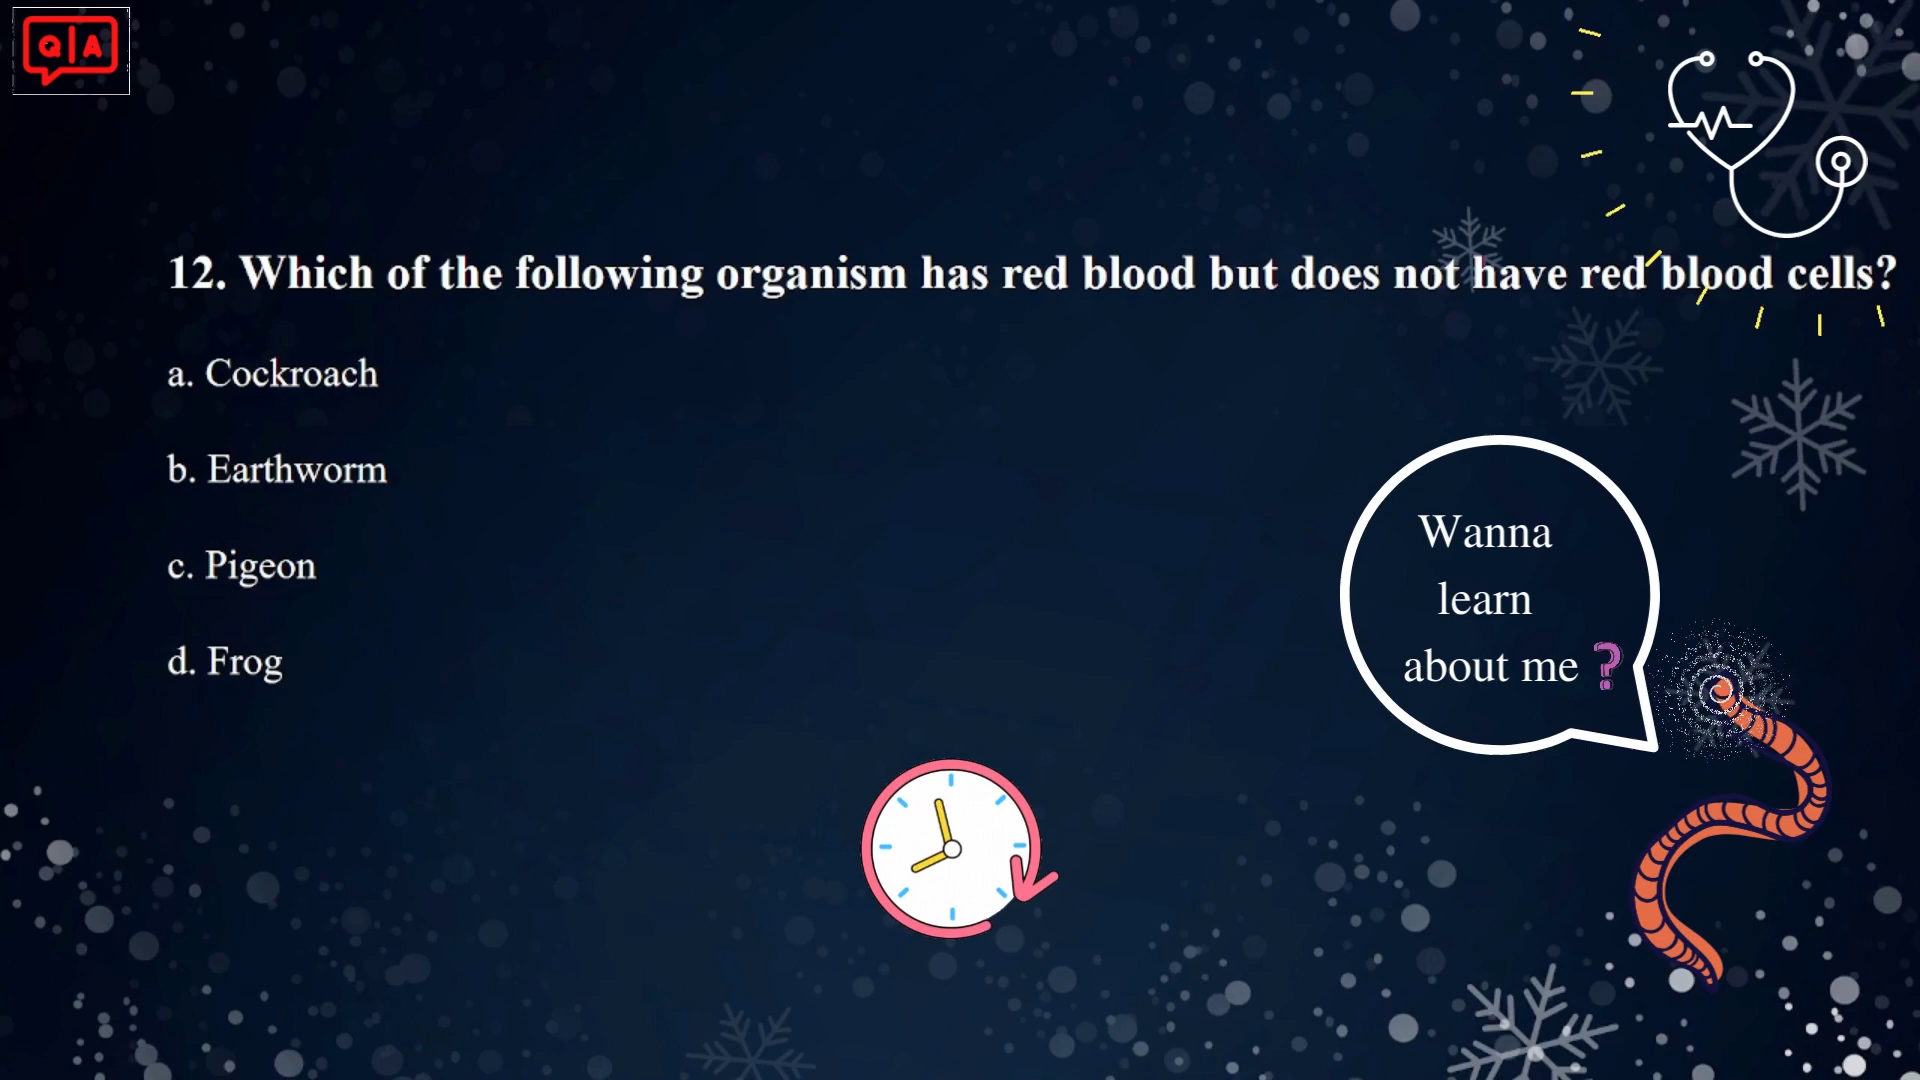 Q|A
12. Which of the following organism has red blood but does not have red blood cells?
a. Cockroach
b. Earthworm
c. Pigeon
d. Frog
Wanna
learn
about me ?